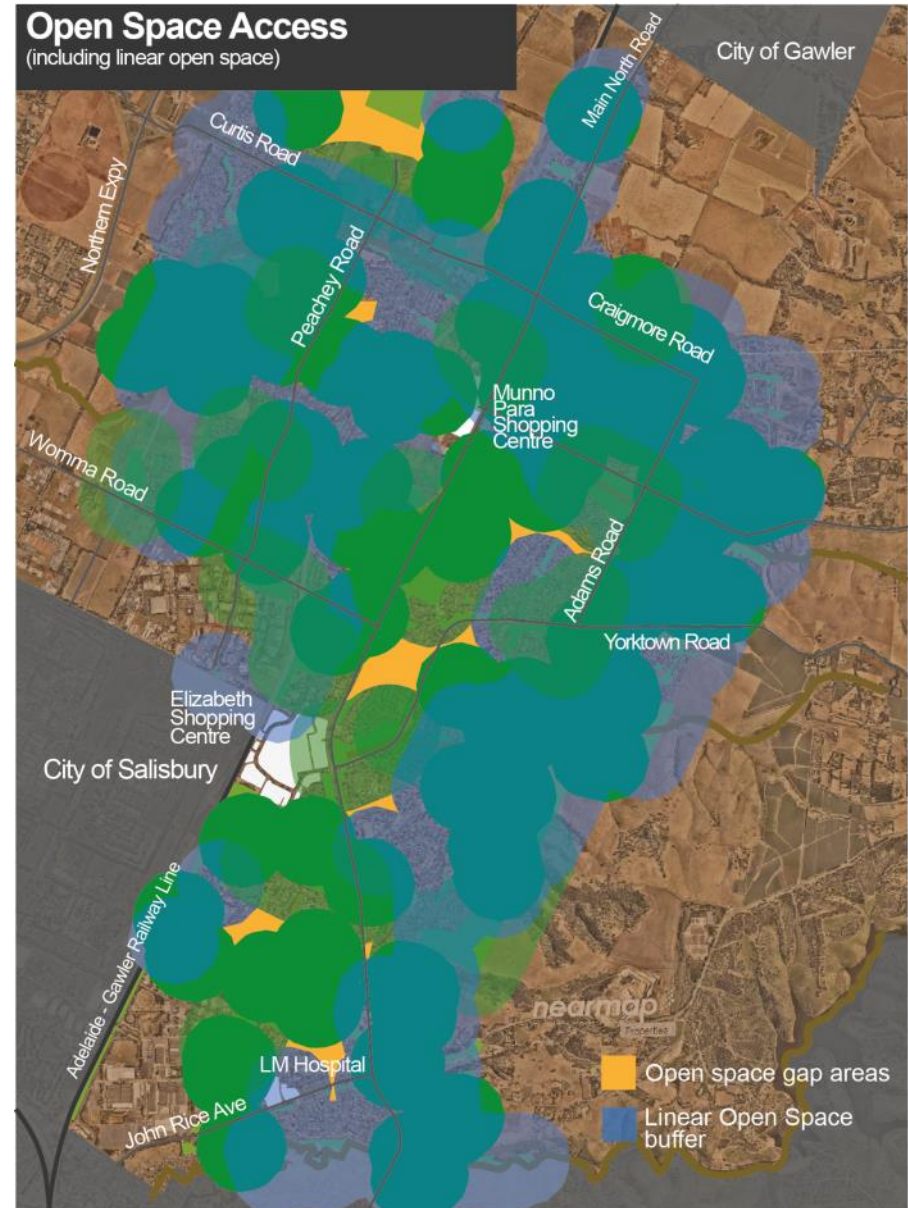 Open Space Access
(including linear open space)
City of Gawler
Main North Road
Curtis Road
Northern Expy
Peachey Road
Craigmore Road
Munno
Para
Shopping
Centre
Womma Road
Adams Road
Yorktown Road
Elizabeth
Shopping
Centre
City of Salisbury
Adelaide - Gawler Railway Line
nearmap
Properties
LM Hospital
John Rice Ave
Open space gap areas
Linear Open Space
buffer